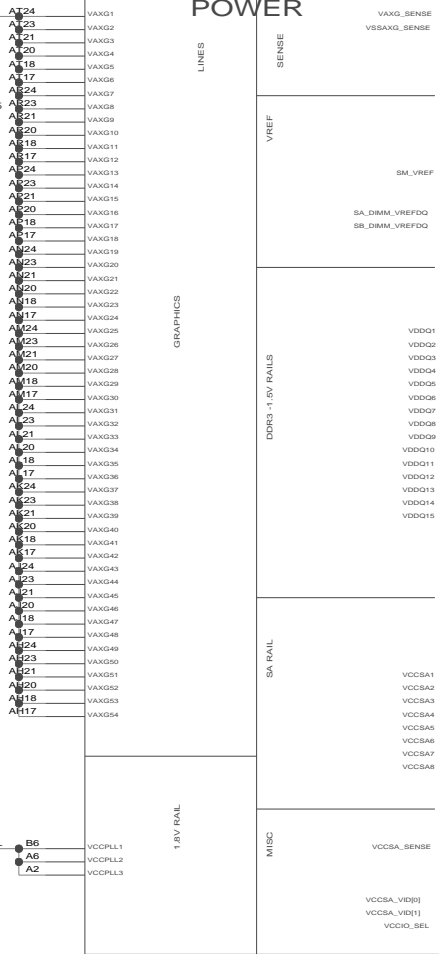 POWER
AT24 VAXG1
AT23 VAXG2
AT21 VAXG3
AT20 VAXG4
AT18 VAXG5
AT17 VAXG6
AR24 VAXG7
AR23 VAXG8
AR21 VAXG9
AR20 VAXG10
AR18 VAXG11
AR17 VAXG12
AP24 VAXG13
AP23 VAXG14
AP21 VAXG15
AP20 VAXG16
AP18 VAXG17
AP17 VAXG18
AN24 VAXG19
AN23 VAXG20
AN21 VAXG21
AN20 VAXG22
AN18 VAXG23
AN17 VAXG24
AM24 VAXG25
AM23 VAXG26
AM21 VAXG27
AM20 VAXG28
AM18 VAXG29
AM17 VAXG30
AL24 VAXG31
AL23 VAXG32
AL21 VAXG33
AL20 VAXG34
AL18 VAXG35
AL17 VAXG36
AK24 VAXG37
AK23 VAXG38
AK21 VAXG39
AK20 VAXG40
AK18 VAXG41
AK17 VAXG42
AJ24 VAXG43
AJ23 VAXG44
AJ21 VAXG45
AJ20 VAXG46
AJ18 VAXG47
AJ17 VAXG48
AH24 VAXG49
AH23 VAXG50
AH21 VAXG51
AH20 VAXG52
AH18 VAXG53
AH17 VAXG54
B6 VCCPLL1
A6 VCCPLL2
A2 VCCPLL3
LINES
GRAPHICS
1.8V RAIL
SENSE
VAXG_SENSE
VSSAXG_SENSE
VREF
SM_VREF
SA_DIMM_VREFDQ
SB_DIMM_VREFDQ
DDR3 -1.5V RAILS
VDDQ1
VDDQ2
VDDQ3
VDDQ4
VDDQ5
VDDQ6
VDDQ7
VDDQ8
VDDQ9
VDDQ10
VDDQ11
VDDQ12
VDDQ13
VDDQ14
VDDQ15
SA RAIL
VCCSA1
VCCSA2
VCCSA3
VCCSA4
VCCSA5
VCCSA6
VCCSA7
VCCSA8
MISC
VCCSA_SENSE
VCCSA_VID[0]
VCCSA_VID[1]
VCCIO_SEL